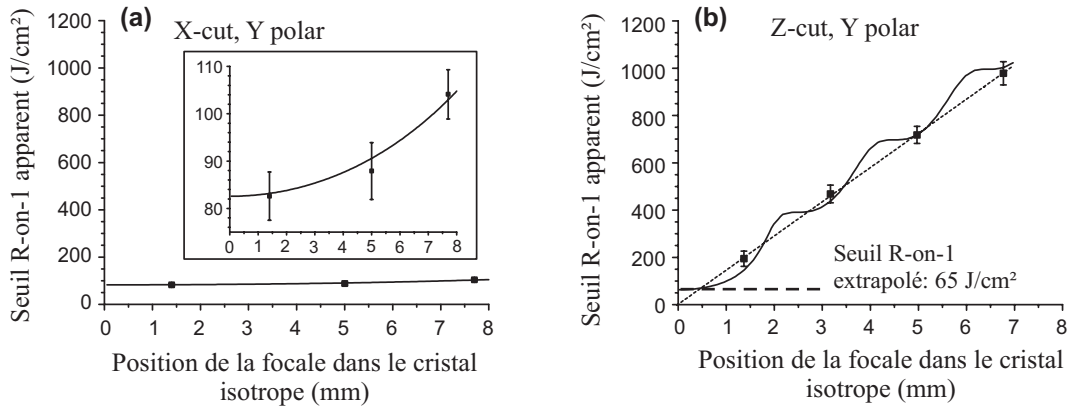 (a)
X-cut, Y polar
Seuil R-on-1 apparent (J/cm²)
1200
1000
800
600
400
200
0
110
100
90
80
0 1 2 3 4 5 6 7 8
0 1 2 3 4 5 6 7 8
Position de la focale dans le cristal
isotrope (mm)
(b)
Z-cut, Y polar
Seuil R-on-1 apparent (J/cm²)
1200
1000
800
600
400
200
0
Seuil R-on-1
extrapolé: 65 J/cm²
0 1 2 3 4 5 6 7 8
Position de la focale dans le cristal
isotrope (mm)